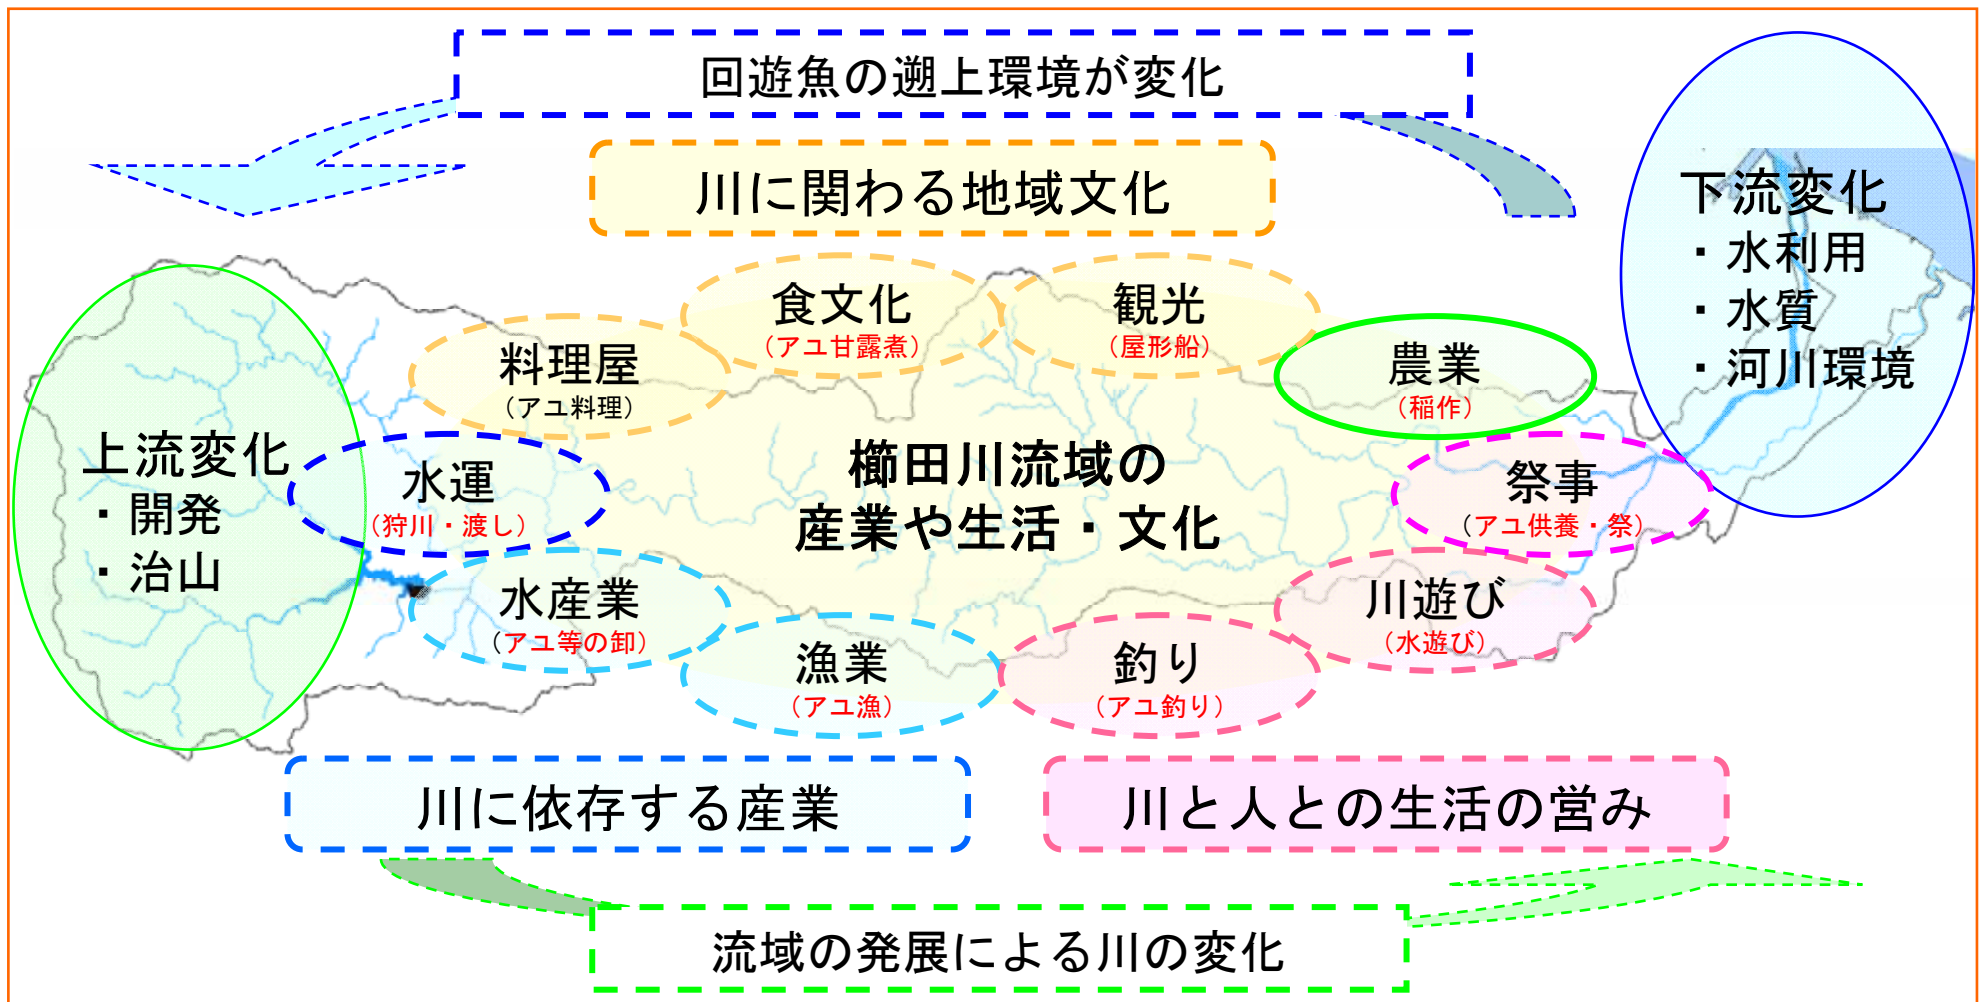 回遊魚の遡上環境が変化
川に関わる地域文化
下流変化
・水利用
・水質
・河川環境
食文化
（アユ甘露煮）
観光
（屋形船）
料理屋
（アユ料理）
農業
（稲作）
上流変化
・開発
・治山
水運
（狩川・渡し）
櫛田川流域の
産業や生活・文化
祭事
（アユ供養・祭）
水産業
（アユ等の卸）
川遊び
（水遊び）
漁業
（アユ漁）
釣り
（アユ釣り）
川に依存する産業
川と人との生活の営み
流域の発展による川の変化